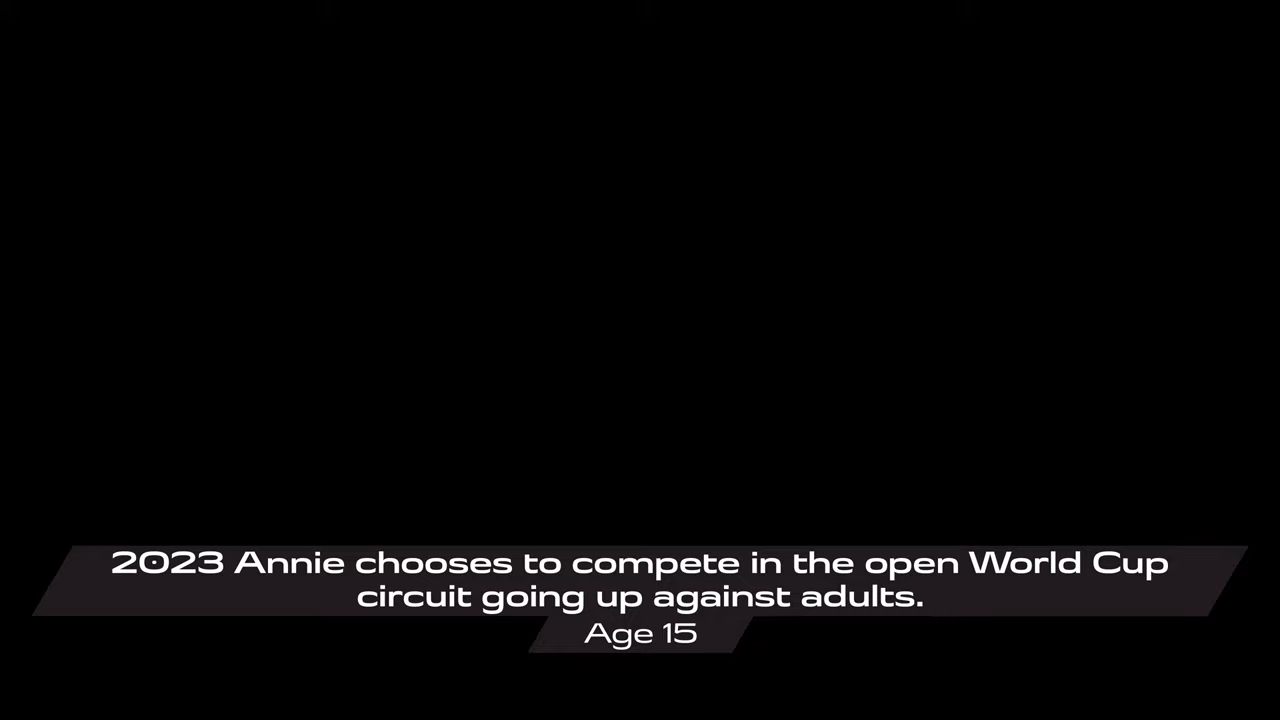 2023 Annie chooses to compete in the open World Cup
circuit going up against adults.
Age 15